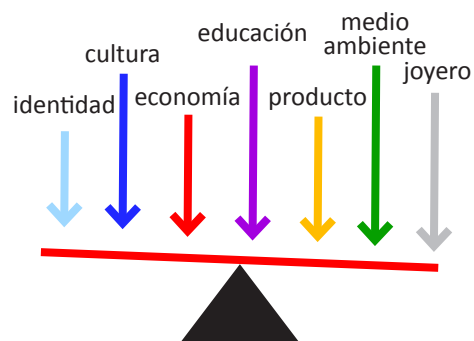 identidad
cultura
economía
educación
producto
medio
ambiente
joyero